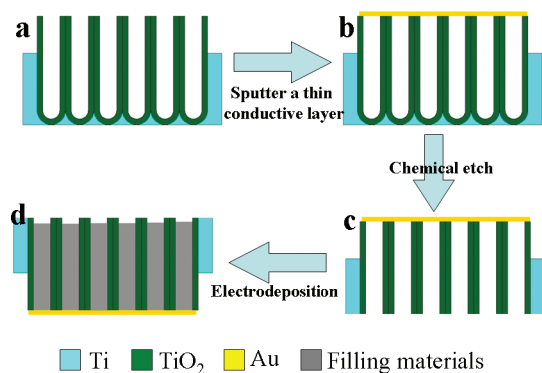 a
b
Sputter a thin
conductive layer
Chemical etch
d
c
Electrodeposition
Ti
TiO₂
Au
Filling materials